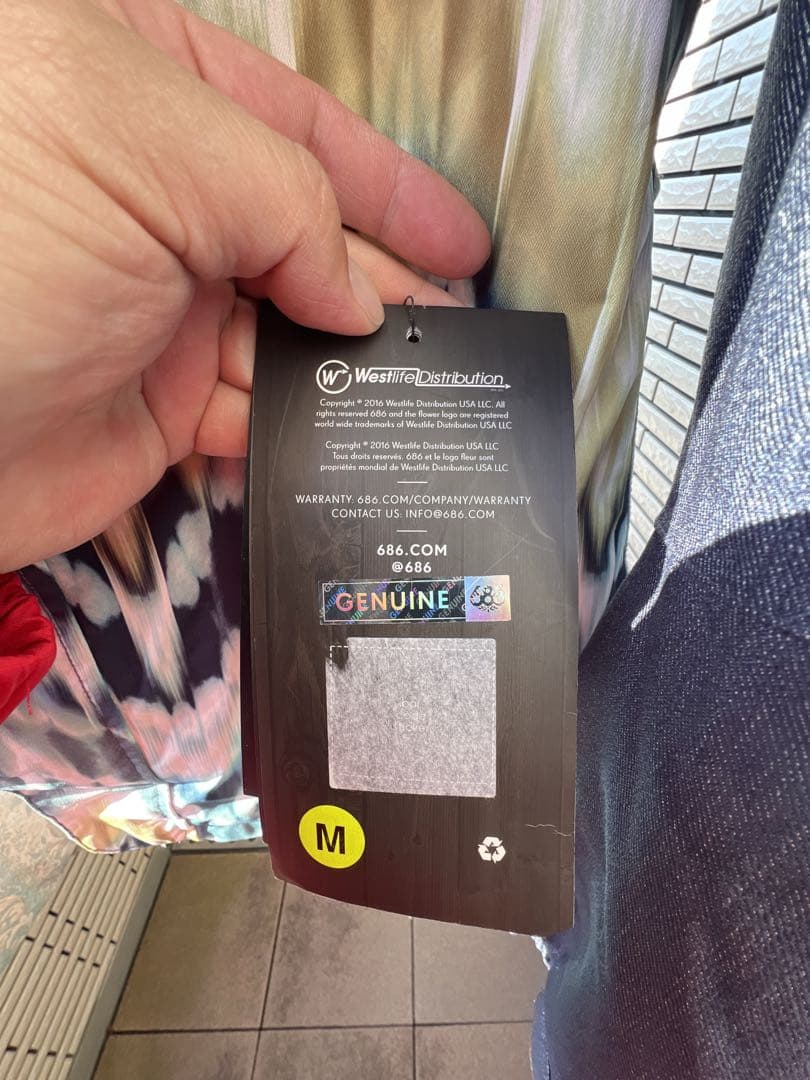 W Westlife Distribution
Copyright ® 2016 Westlife Distribution USA LLC. All
rights reserved 686 and the flower logo are registered
world wide trademarks of Westlife Distribution USA LLC
Copyright ® 2016 Westlife Distribution USA LLC
Tous droits reservés. 686 et le logo fleur sont
propriétés mondial de Westlife Distribution USA LLC
WARRANTY: 686.COM/COMPANY/WARRANTY
CONTACT US: INFO@686.COM
686.COM
@686
GENUINE 686
M